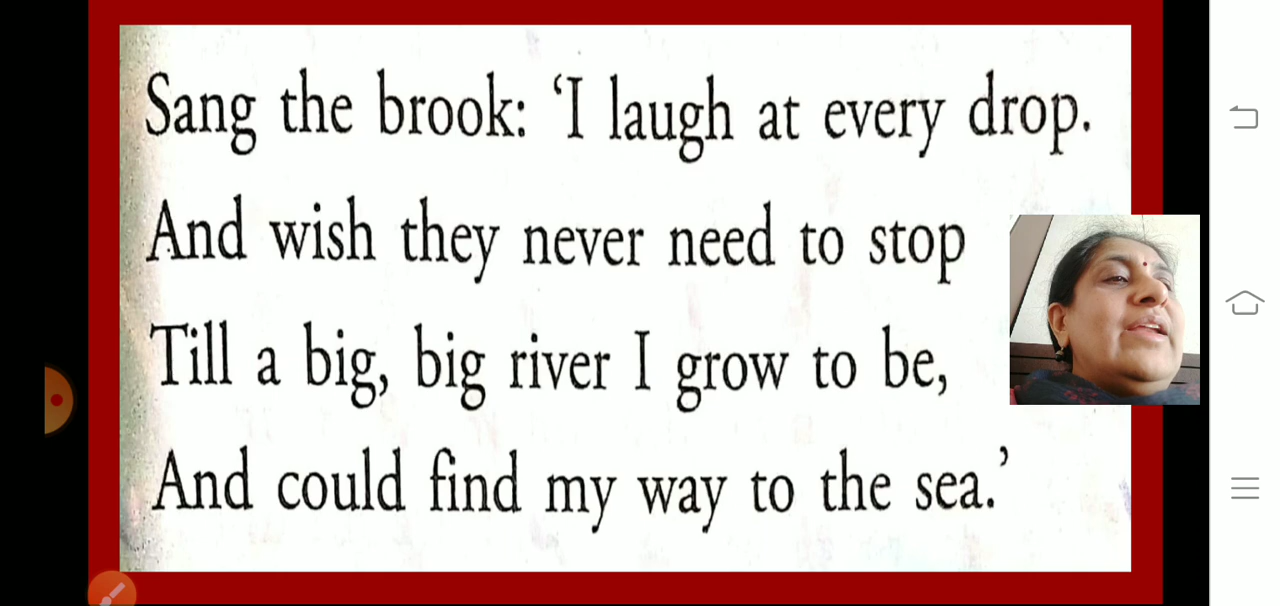 Sang the brook: ‘I laugh at every drop.
And wish they never need to stop
Till a big, big river I grow to be,
And could find my way to the sea.’